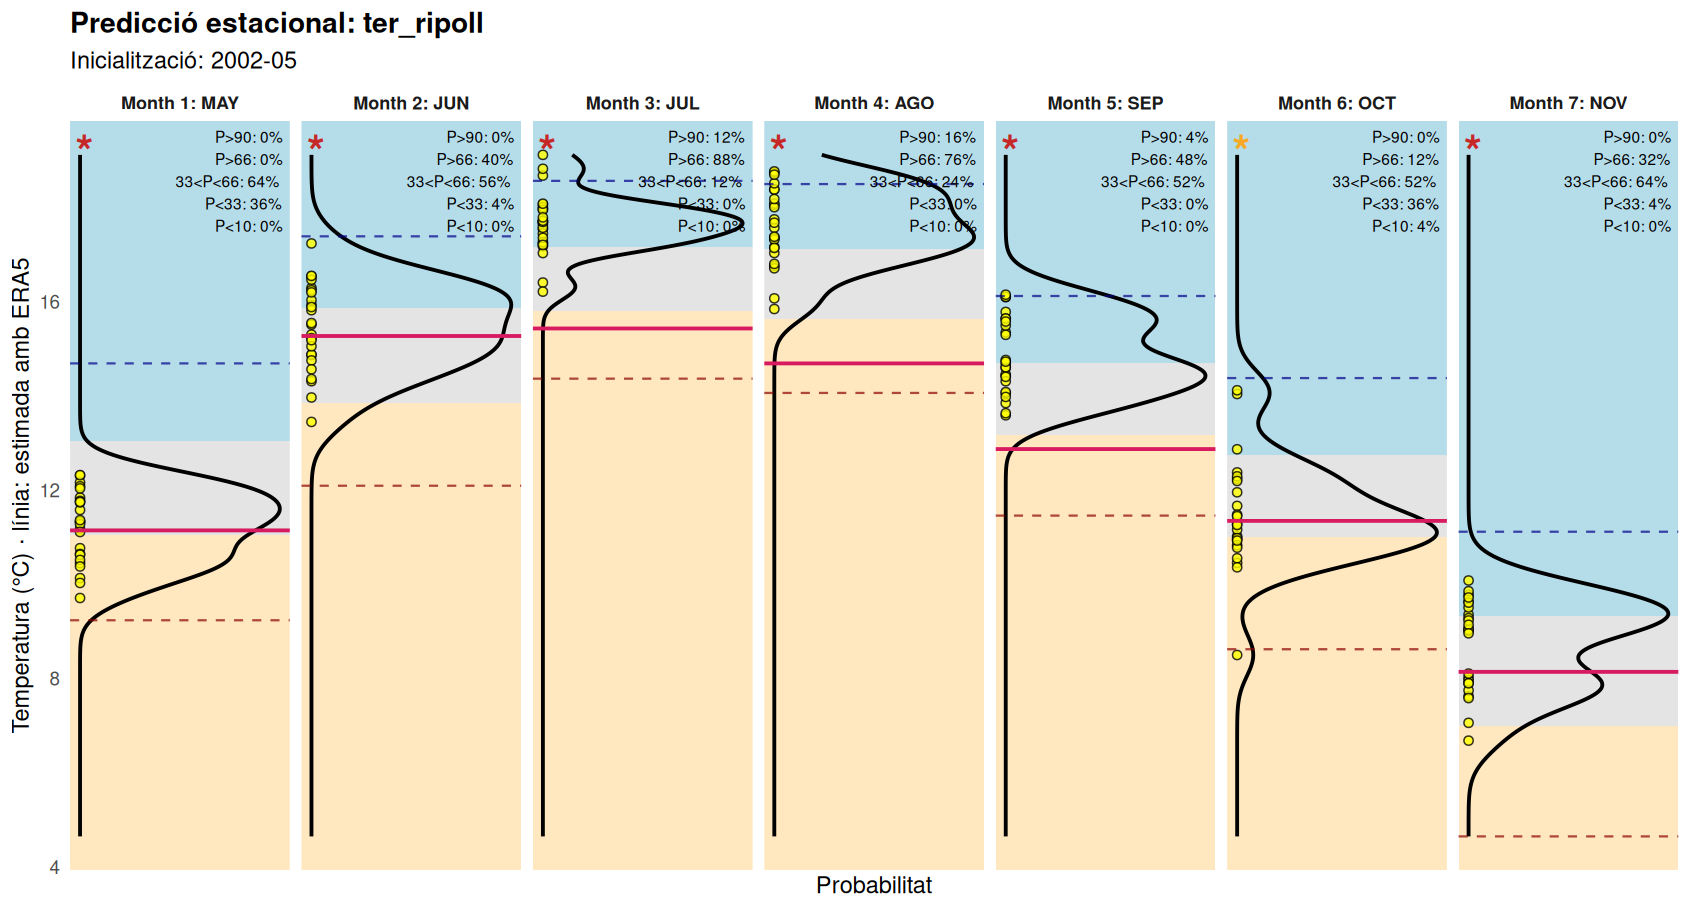 Predicció estacional: ter_ripoll
Inicialització: 2002-05
Month 1: MAY
Month 2: JUN
Month 3: JUL
Month 4: AGO
Month 5: SEP
Month 6: OCT
Month 7: NOV
P>90: 0%
P>66: 0%
33<P<66: 64%
P<33: 36%
P<10: 0%
P>90: 0%
P>66: 40%
33<P<66: 56%
P<33: 4%
P<10: 0%
P>90: 12%
P>66: 88%
33<P<66: 12%
P<33: 0%
P<10: 0%
P>90: 16%
P>66: 76%
33<P<66: 24%
P<33: 0%
P<10: 0%
P>90: 4%
P>66: 48%
33<P<66: 52%
P<33: 0%
P<10: 0%
P>90: 0%
P>66: 12%
33<P<66: 52%
P<33: 36%
P<10: 4%
P>90: 0%
P>66: 32%
33<P<66: 64%
P<33: 4%
P<10: 0%
Temperatura (°C) · línia: estimada amb ERA5
16
12
8
4
Probabilitat